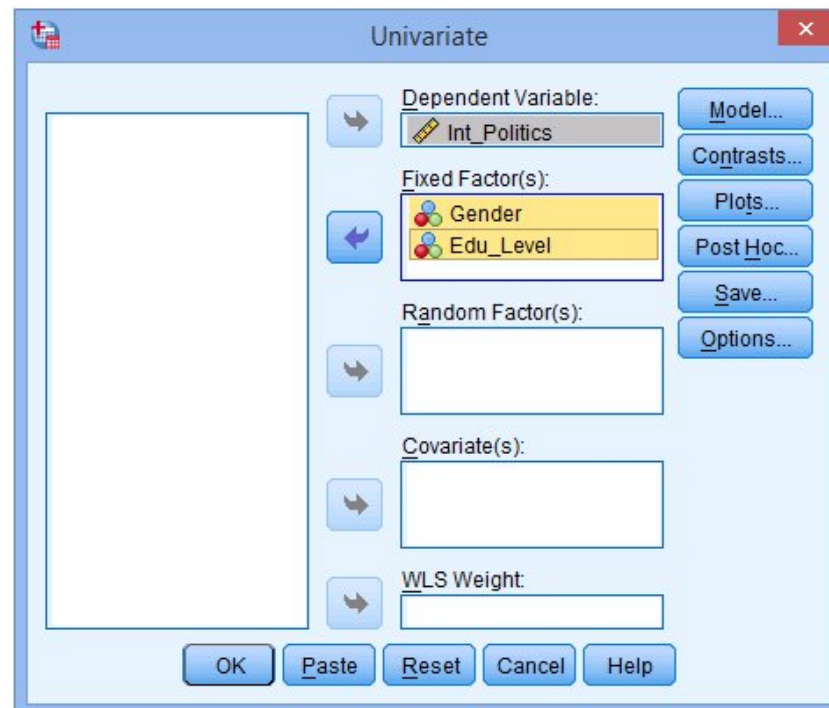 Univariate
Dependent Variable:
Int_Politics
Fixed Factor(s):
Gender
Edu_Level
Random Factor(s):
Covariate(s):
WLS Weight:
Model...
Contrasts...
Plots...
Post Hoc...
Save...
Options...
OK Paste Reset Cancel Help